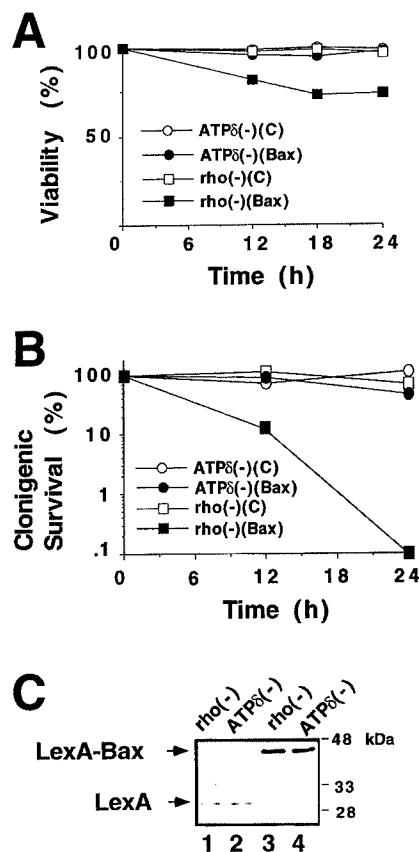 A
Viability (%)
100
50
ATPδ(-)(C)
ATPδ(-)(Bax)
rho(-)(C)
rho(-)(Bax)
0 6 12 18 24
Time (h)
B
Clonigenic
Survival (%)
100
10
1
.1
ATPδ(-)(C)
ATPδ(-)(Bax)
rho(-)(C)
rho(-)(Bax)
0 6 12 18 24
Time (h)
C
rho(-) ATPδ(-) rho(-) ATPδ(-)
LexA-Bax
LexA
48 kDa
33
28
1 2 3 4